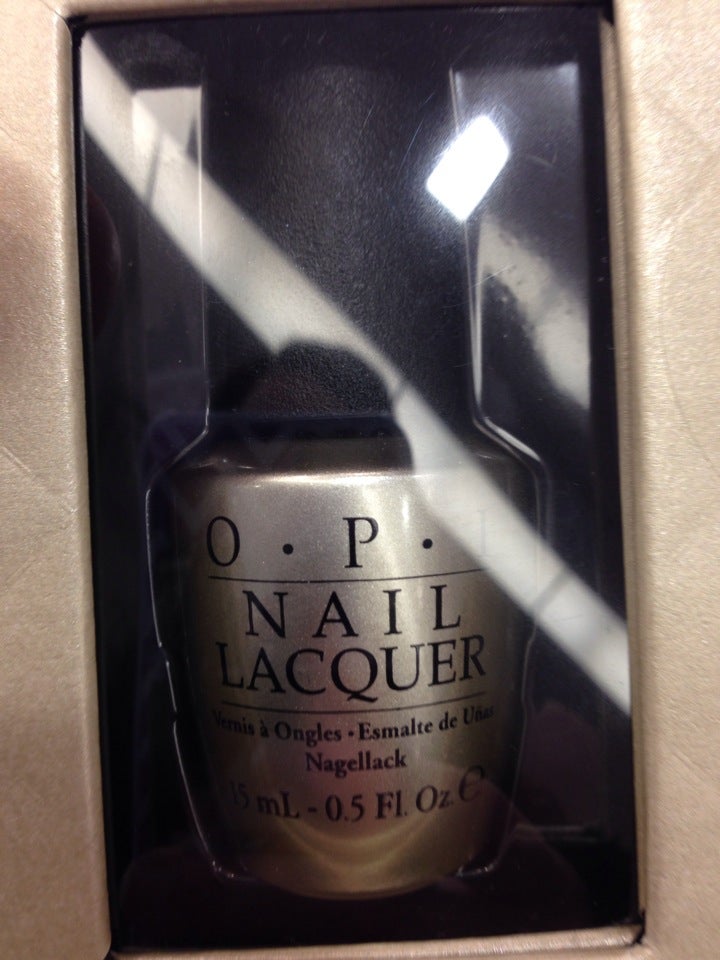 O • P • I
NAIL
LACQUER
Vernis à Ongles • Esmalte de Uñas
Nagellack
15 mL - 0.5 Fl. Oz. ℮